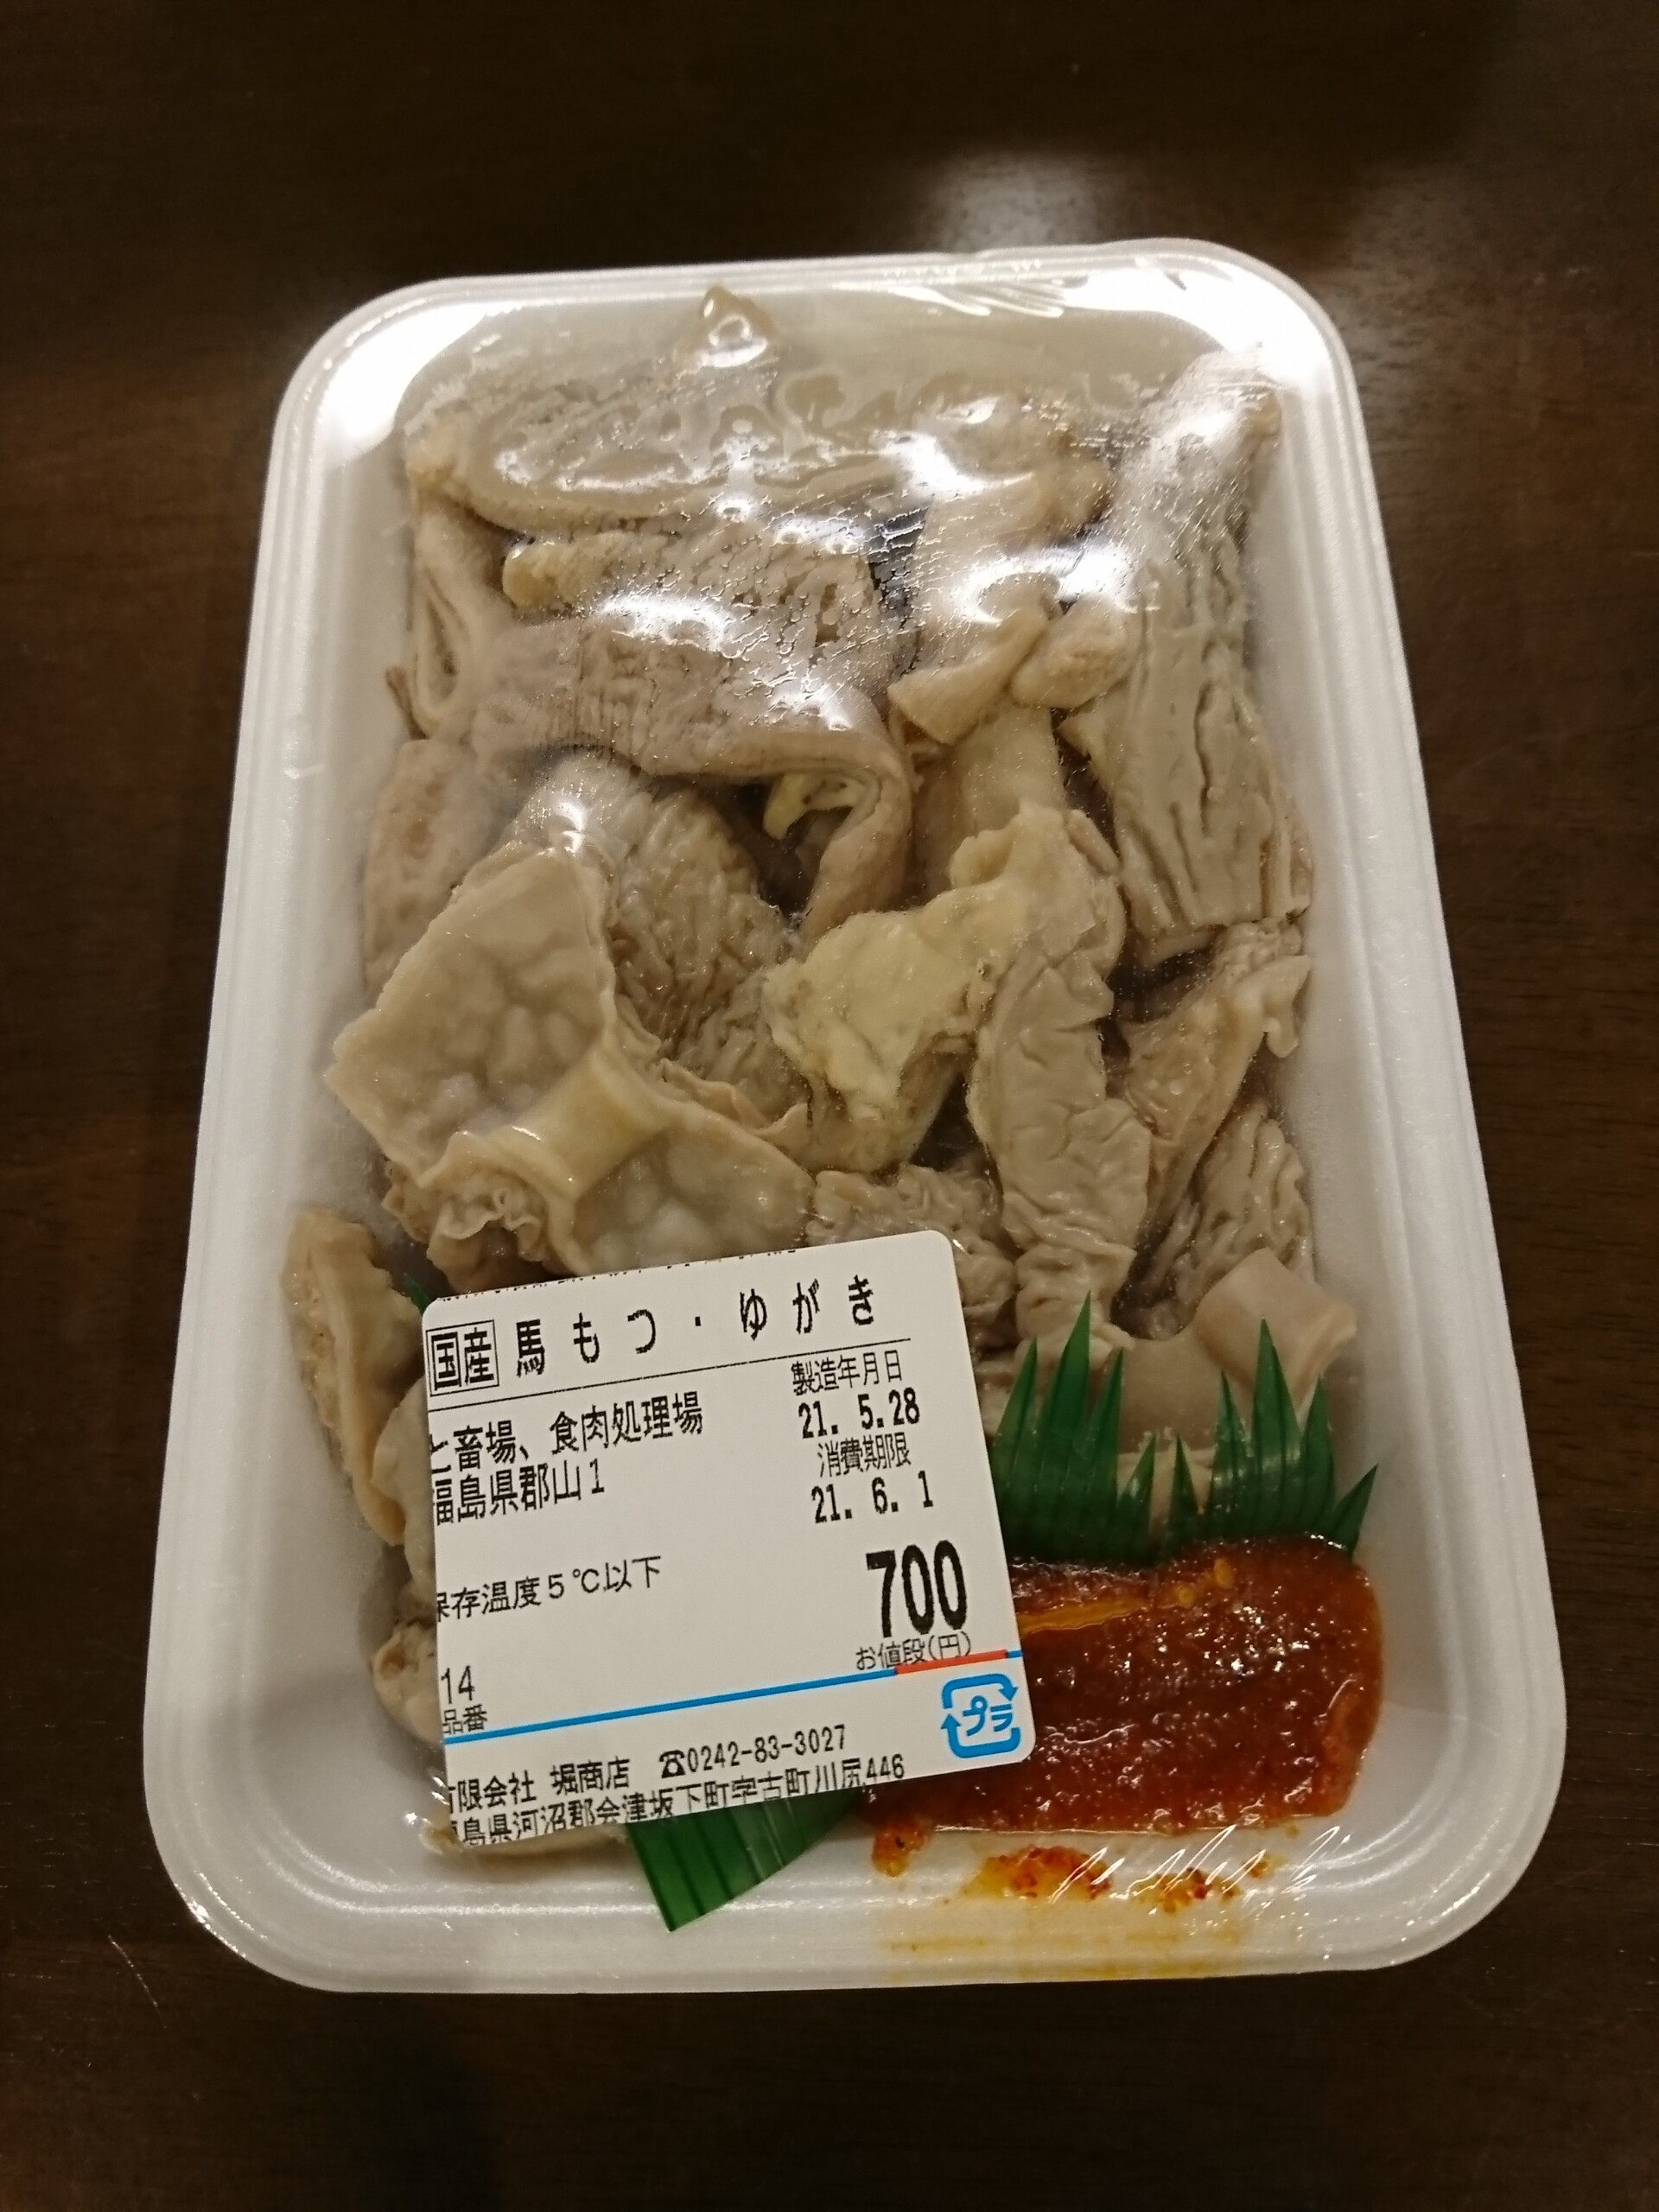 国産 馬もつ・ゆがき
製造年月日
と畜場、食肉処理場
21. 5.28
福島県郡山1
消費期限
21. 6. 1
保存温度5℃以下
700
お値段(円)
14
品番
プラ
有限会社 堀商店 ☎0242-83-3027
福島県河沼郡会津坂下町字古町川尻446